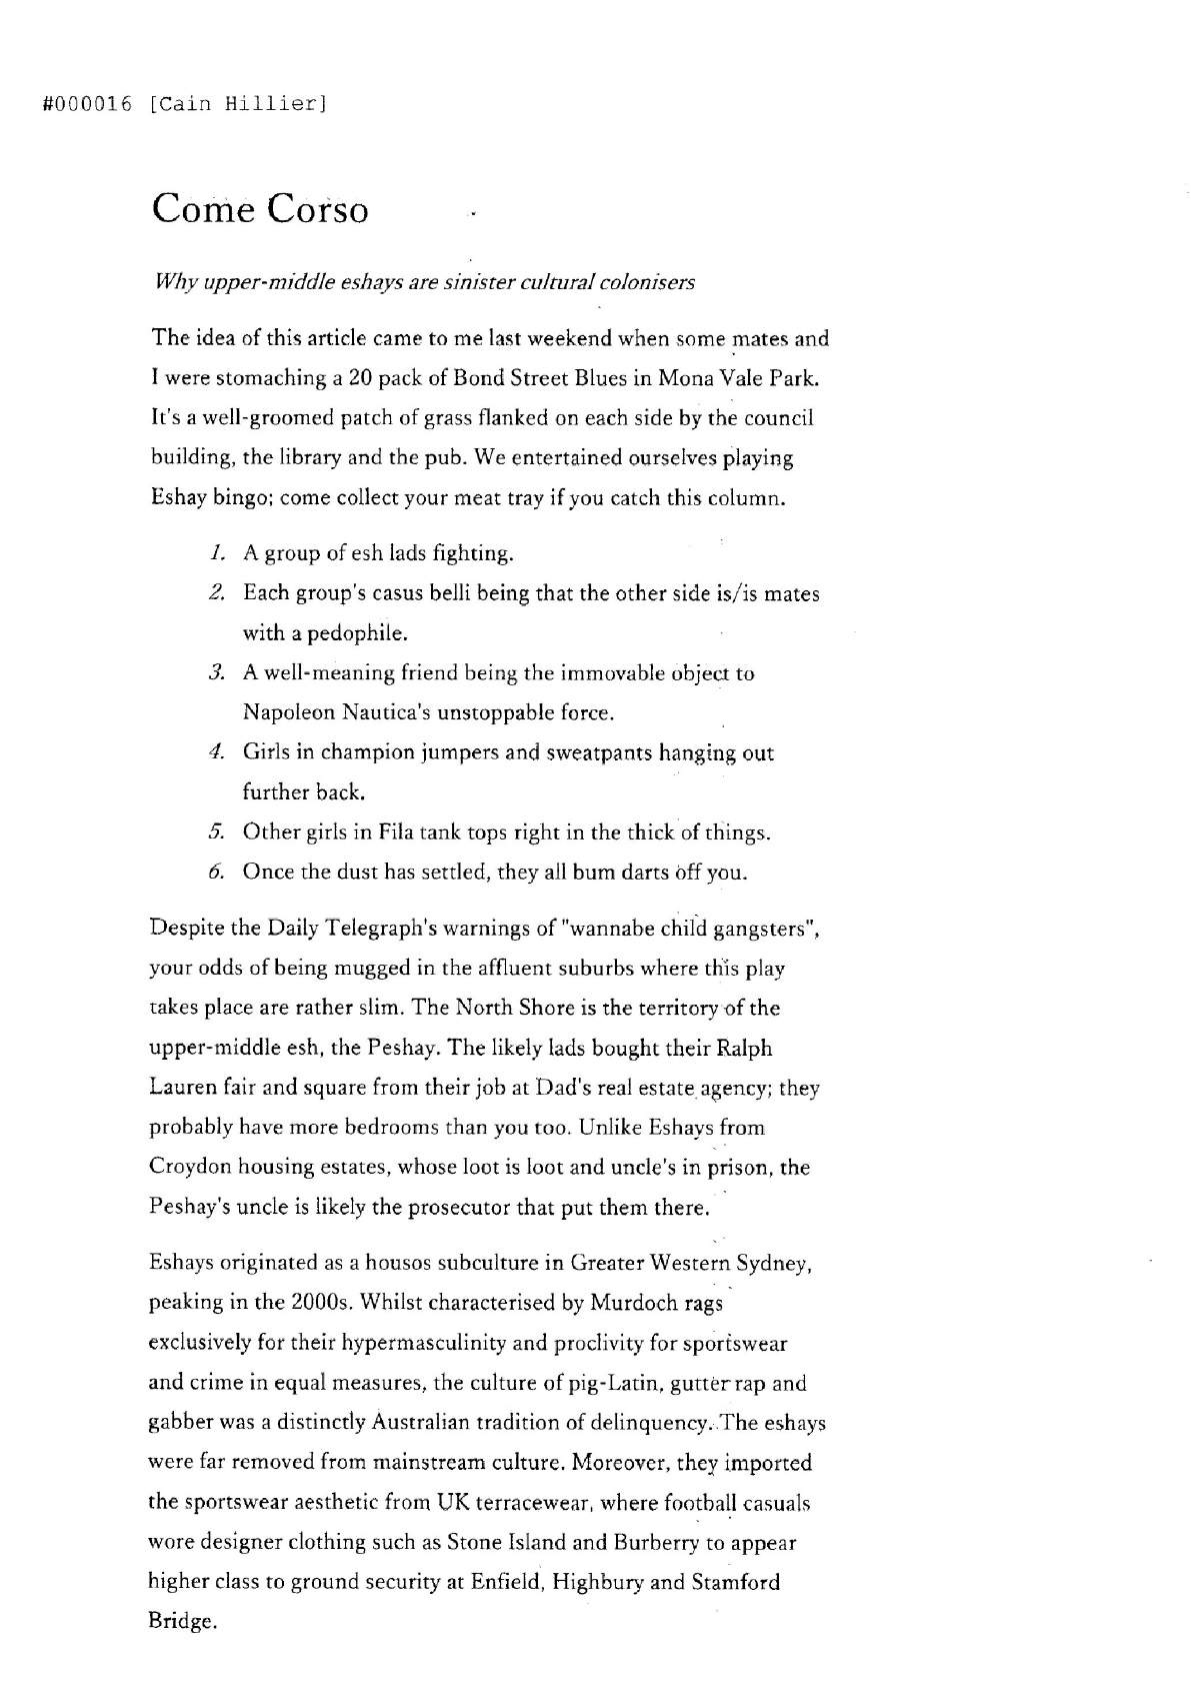 #000016 [Cain Hillier]
Come Corso
Why upper-middle eshays are sinister cultural colonisers
The idea of this article came to me last weekend when some mates and
I were stomaching a 20 pack of Bond Street Blues in Mona Vale Park.
It's a well-groomed patch of grass flanked on each side by the council
building, the library and the pub. We entertained ourselves playing
Eshay bingo; come collect your meat tray if you catch this column.
1. A group of esh lads fighting.
2. Each group's casus belli being that the other side is/is mates
with a pedophile.
3. A well-meaning friend being the immovable object to
Napoleon Nautica's unstoppable force.
4. Girls in champion jumpers and sweatpants hanging out
further back.
5. Other girls in Fila tank tops right in the thick of things.
6. Once the dust has settled, they all bum darts off you.
Despite the Daily Telegraph's warnings of "wannabe child gangsters",
your odds of being mugged in the affluent suburbs where this play
takes place are rather slim. The North Shore is the territory of the
upper-middle esh, the Peshay. The likely lads bought their Ralph
Lauren fair and square from their job at Dad's real estate agency; they
probably have more bedrooms than you too. Unlike Eshays from
Croydon housing estates, whose loot is loot and uncle's in prison, the
Peshay's uncle is likely the prosecutor that put them there.
Eshays originated as a housos subculture in Greater Western Sydney,
peaking in the 2000s. Whilst characterised by Murdoch rags
exclusively for their hypermasculinity and proclivity for sportswear
and crime in equal measures, the culture of pig-Latin, gutter rap and
gabber was a distinctly Australian tradition of delinquency. The eshays
were far removed from mainstream culture. Moreover, they imported
the sportswear aesthetic from UK terracewear, where football casuals
wore designer clothing such as Stone Island and Burberry to appear
higher class to ground security at Enfield, Highbury and Stamford
Bridge.